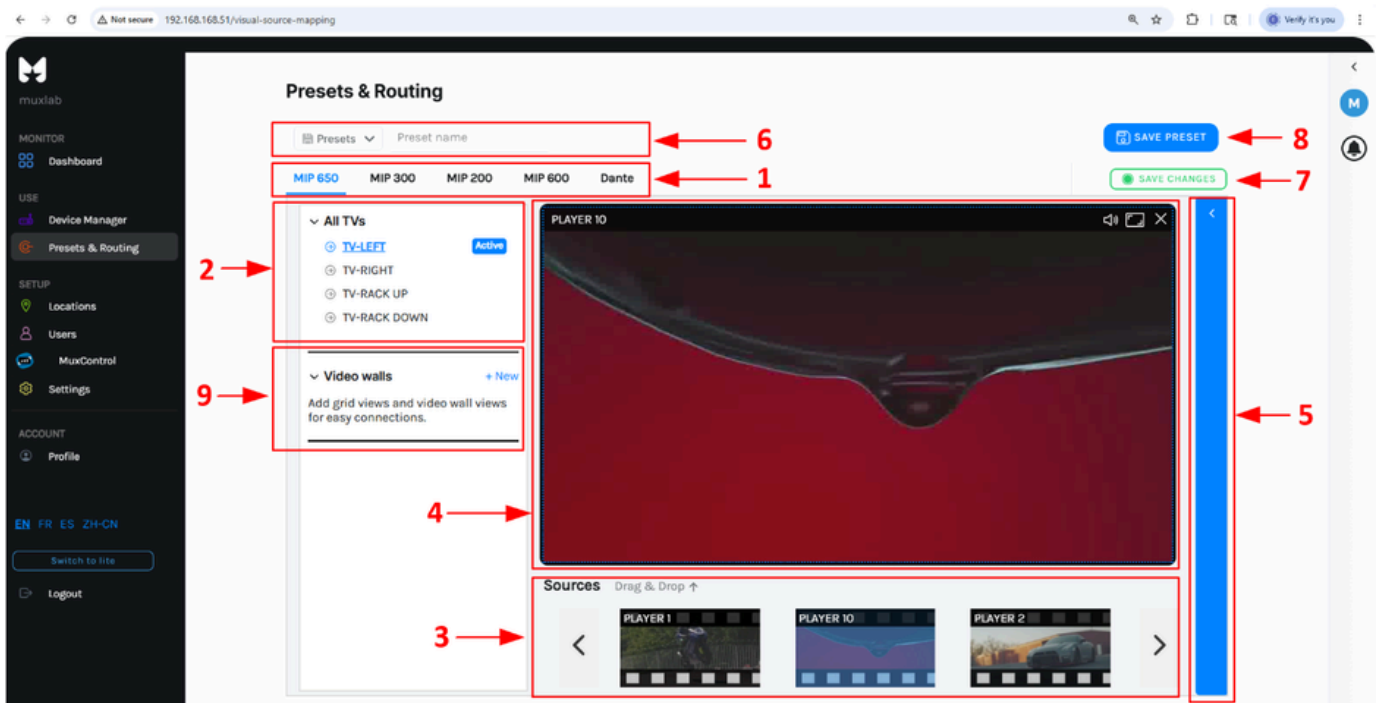 Not secure 192.168.168.51/visual-source-mapping
Verify it's you
muxlab
MONITOR
Dashboard
USE
Device Manager
Presets & Routing
SETUP
Locations
Users
MuxControl
Settings
ACCOUNT
Profile
EN FR ES ZH-CN
Switch to lite
Logout
Presets & Routing
Presets Preset name
6
SAVE PRESET
8
MIP 650 MIP 300 MIP 200 MIP 600 Dante
1
SAVE CHANGES
7
2
All TVs
TV-LEFT Active
TV-RIGHT
TV-RACK UP
TV-RACK DOWN
9
Video walls + New
Add grid views and video wall views
for easy connections.
PLAYER 10
4
5
Sources Drag & Drop ↑
3
PLAYER 1
PLAYER 10
PLAYER 2
M